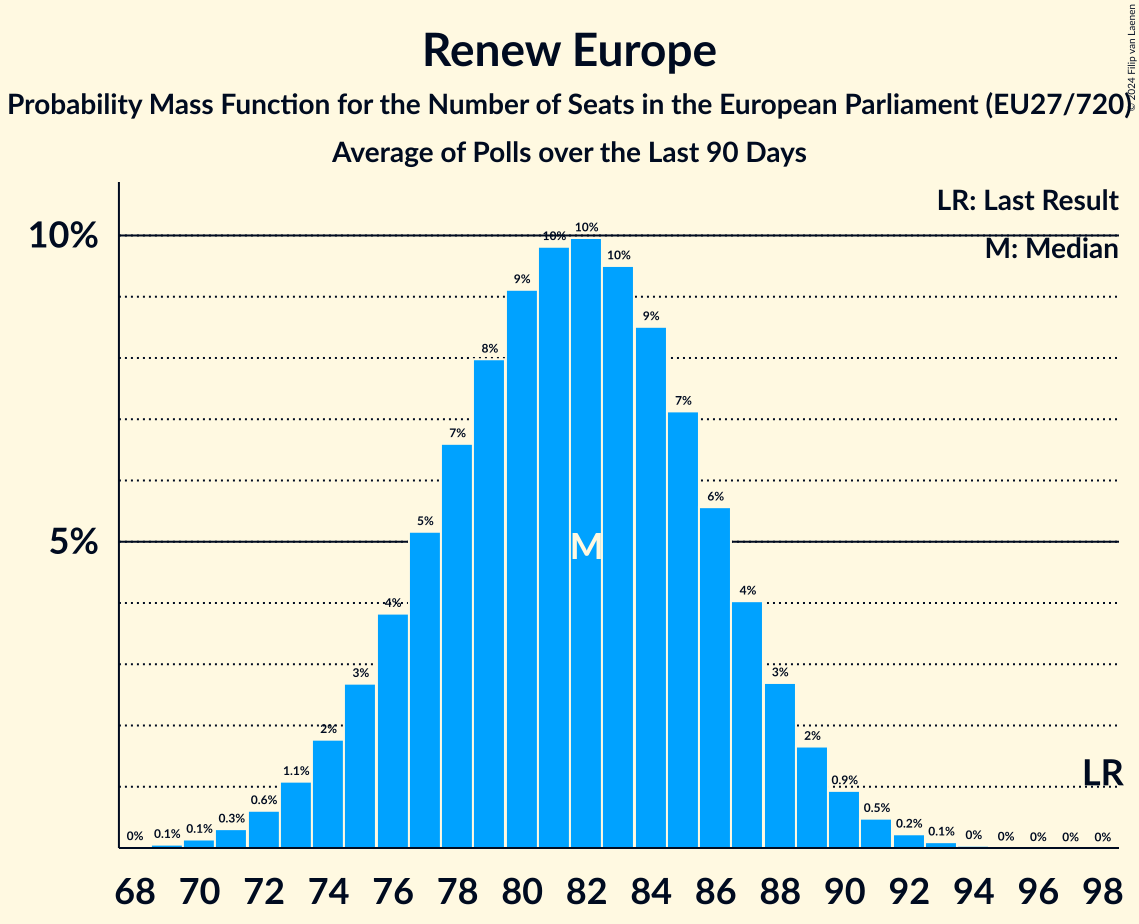 Renew Europe
Probability Mass Function for the Number of Seats in the European Parliament (EU27/720)
Average of Polls over the Last 90 Days
© 2024 Filip van Laenen
LR: Last Result
M: Median
10%
5%
0% 0.1% 0.1% 0.3% 0.6% 1.1% 2% 3% 4% 5% 7% 8% 9% 10% 10% 10% 9% 7% 6% 4% 3% 2% 0.9% 0.5% 0.2% 0.1% 0% 0% 0% 0% 0%
M
LR
68 70 72 74 76 78 80 82 84 86 88 90 92 94 96 98